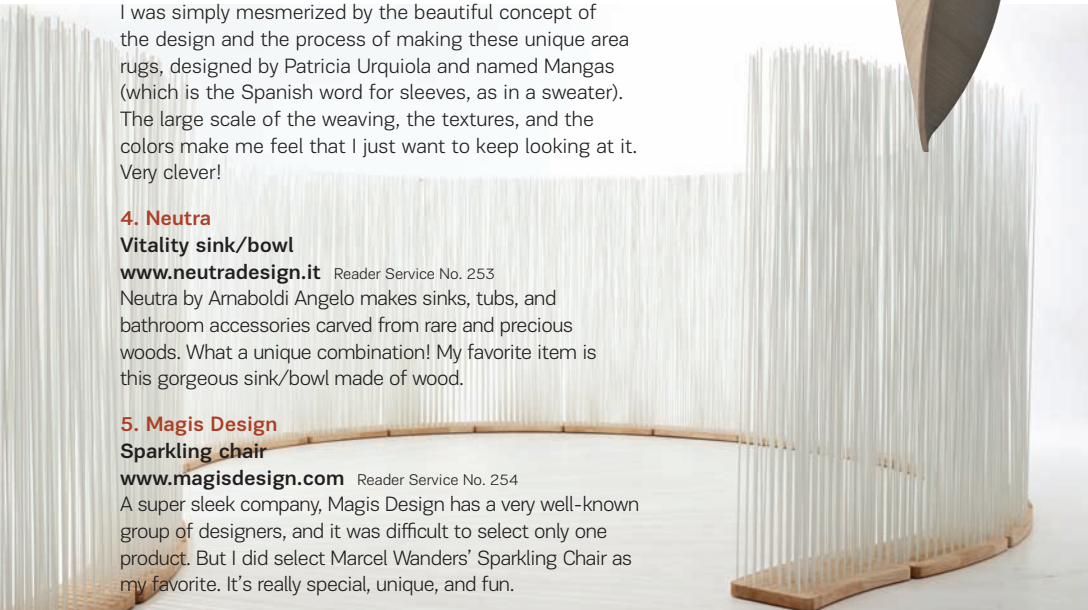 I was simply mesmerized by the beautiful concept of
the design and the process of making these unique area
rugs, designed by Patricia Urquiola and named Mangas
(which is the Spanish word for sleeves, as in a sweater).
The large scale of the weaving, the textures, and the
colors make me feel that I just want to keep looking at it.
Very clever!
4. Neutra
Vitality sink/bowl
www.neutradesign.it Reader Service No. 253
Neutra by Arnaboldi Angelo makes sinks, tubs, and
bathroom accessories carved from rare and precious
woods. What a unique combination! My favorite item is
this gorgeous sink/bowl made of wood.
5. Magis Design
Sparkling chair
www.magisdesign.com Reader Service No. 254
A super sleek company, Magis Design has a very well-known
group of designers, and it was difficult to select only one
product. But I did select Marcel Wanders’ Sparkling Chair as
my favorite. It’s really special, unique, and fun.